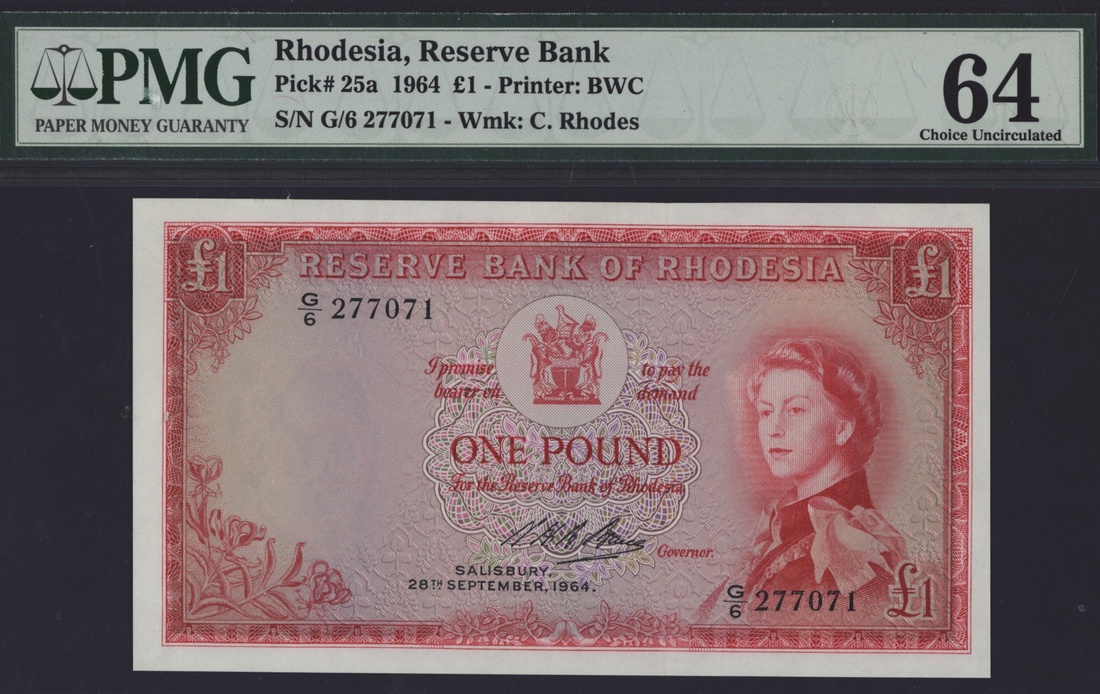 PMG
PAPER MONEY GUARANTY
Rhodesia, Reserve Bank
Pick# 25a 1964 £1 - Printer: BWC
S/N G/6 277071 - Wmk: C. Rhodes
64
Choice Uncirculated
£1
£1
RESERVE BANK OF RHODESIA
G/6 277071
I promise to pay the
bearer on demand
ONE POUND
For the Reserve Bank of Rhodesia
Governor.
SALISBURY
28TH SEPTEMBER, 1964.
G/6 277071
£1